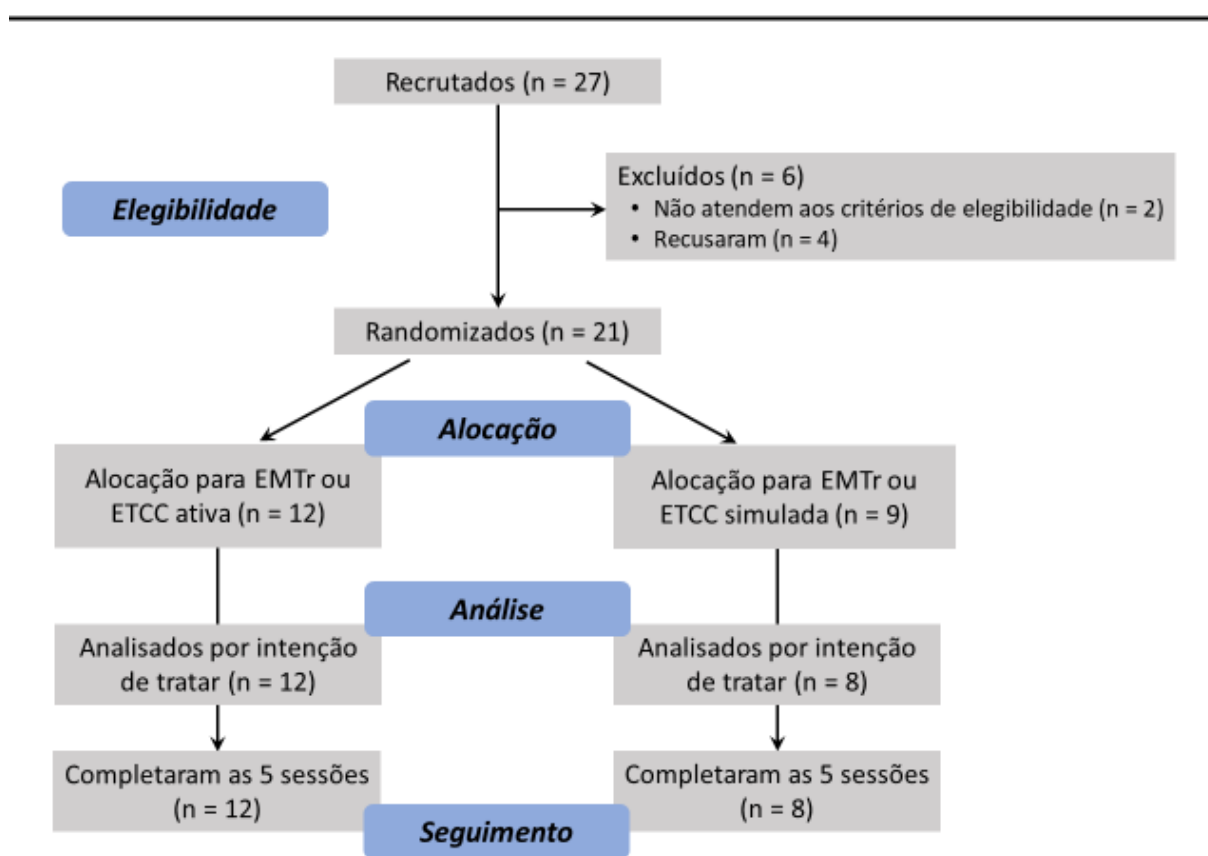 Recrutados (n = 27)
Excluídos (n = 6)
• Não atendem aos critérios de elegibilidade (n = 2)
• Recusaram (n = 4)
Elegibilidade
Randomizados (n = 21)
Alocação
Alocação para EMTr ou
ETCC ativa (n = 12)
Alocação para EMTr ou
ETCC simulada (n = 9)
Análise
Analisados por intenção
de tratar (n = 12)
Analisados por intenção
de tratar (n = 8)
Completaram as 5 sessões
(n = 12)
Completaram as 5 sessões
(n = 8)
Seguimento